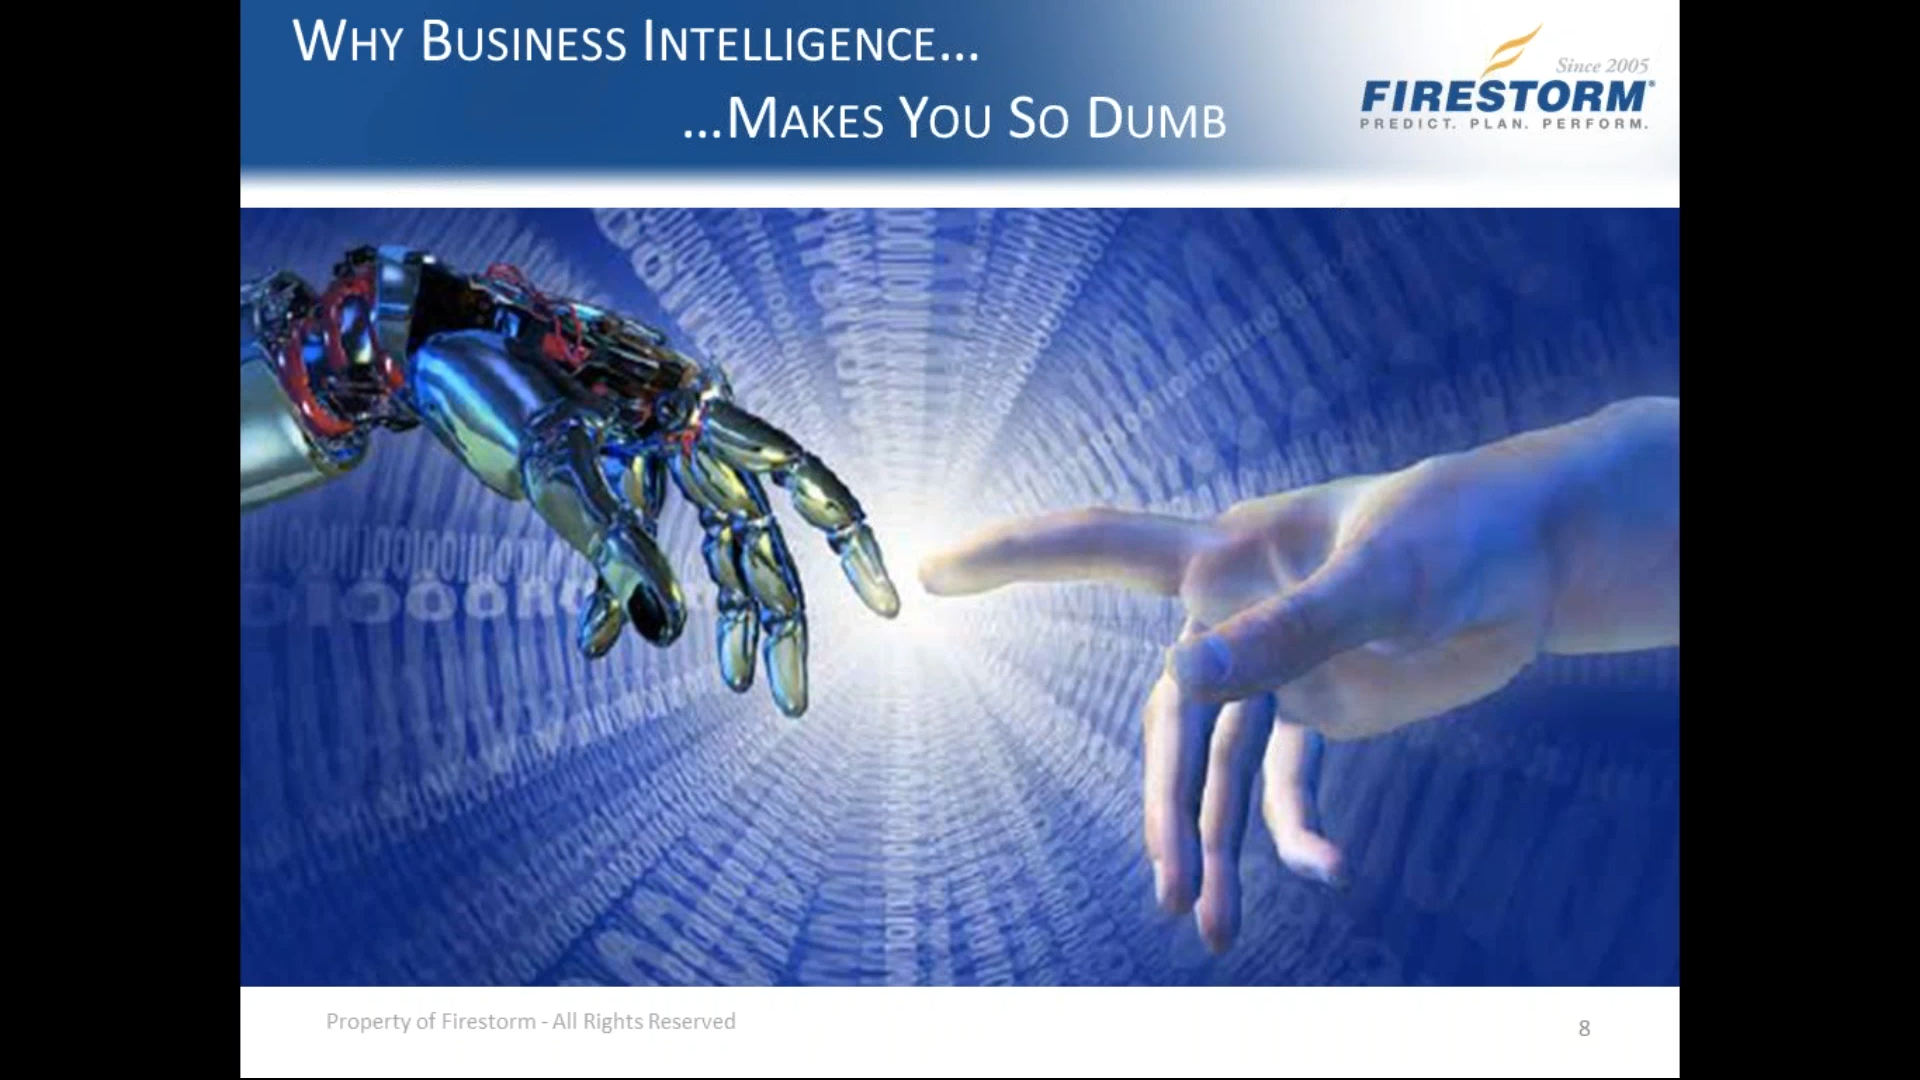 WHY BUSINESS INTELLIGENCE...
...MAKES YOU SO DUMB
Since 2005
FIRESTORM®
PREDICT. PLAN. PERFORM.
Property of Firestorm - All Rights Reserved
8